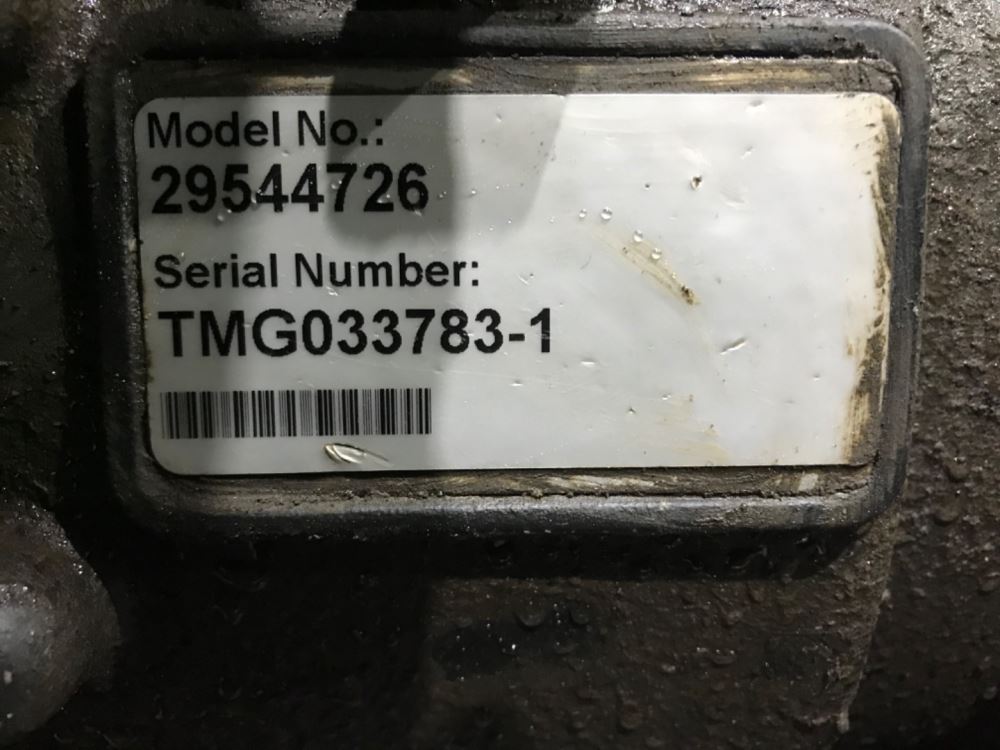 Model No.:
29544726
Serial Number:
TMG033783-1